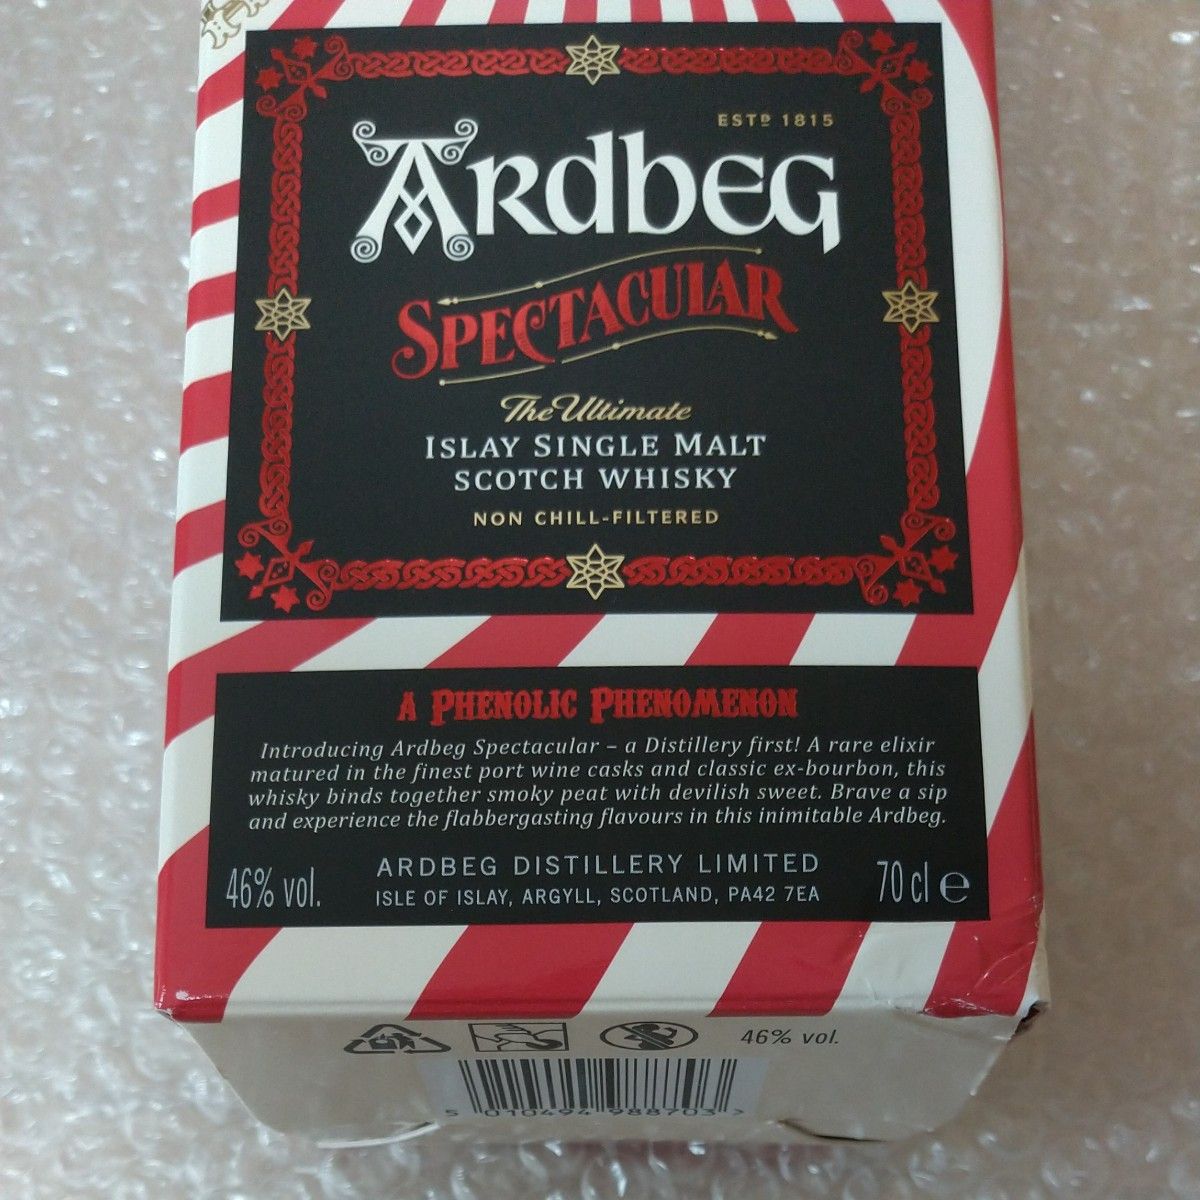 ESTD 1815
ARDBEG
SPECTACULAR
The Ultimate
ISLAY SINGLE MALT
SCOTCH WHISKY
NON CHILL-FILTERED
A PHENOLIC PHENOMENON
Introducing Ardbeg Spectacular – a Distillery first! A rare elixir
matured in the finest port wine casks and classic ex-bourbon, this
whisky binds together smoky peat with devilish sweet. Brave a sip
and experience the flabbergasting flavours in this inimitable Ardbeg.
46% vol.
ARDBEG DISTILLERY LIMITED
ISLE OF ISLAY, ARGYLL, SCOTLAND, PA42 7EA
70 cl e
46% vol.
5 010494 988703 >